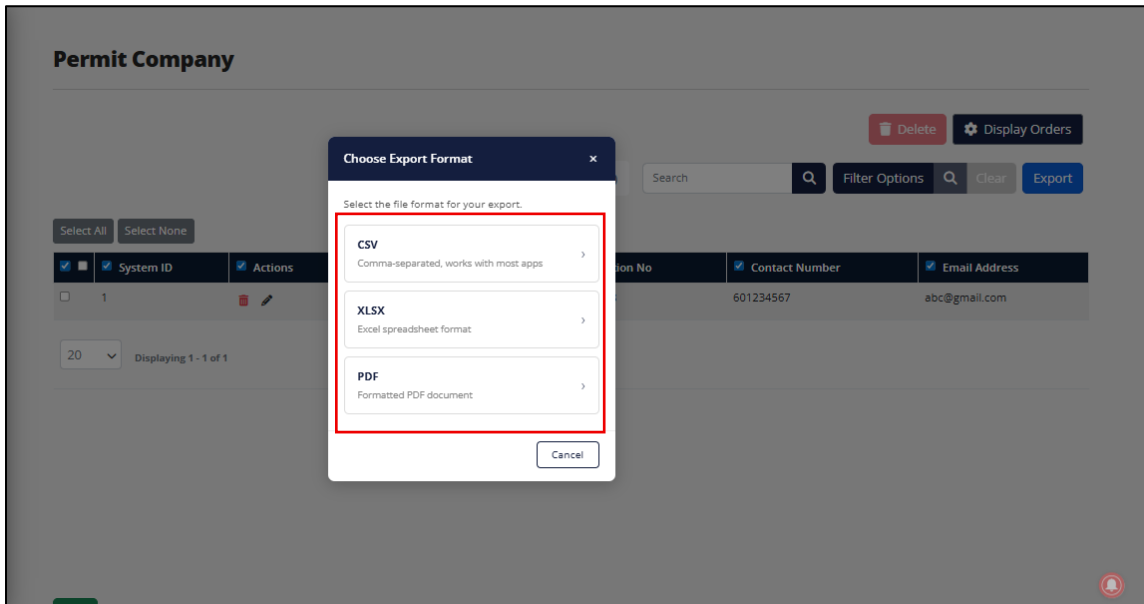 Permit Company
Delete
Display Orders
Choose Export Format
×
Search
Filter Options
Clear
Export
Select the file format for your export.
Select All
Select None
CSV
Comma-separated, works with most apps
System ID
Actions
No
Contact Number
Email Address
1
601234567
abc@gmail.com
XLSX
Excel spreadsheet format
20
Displaying 1 - 1 of 1
PDF
Formatted PDF document
Cancel